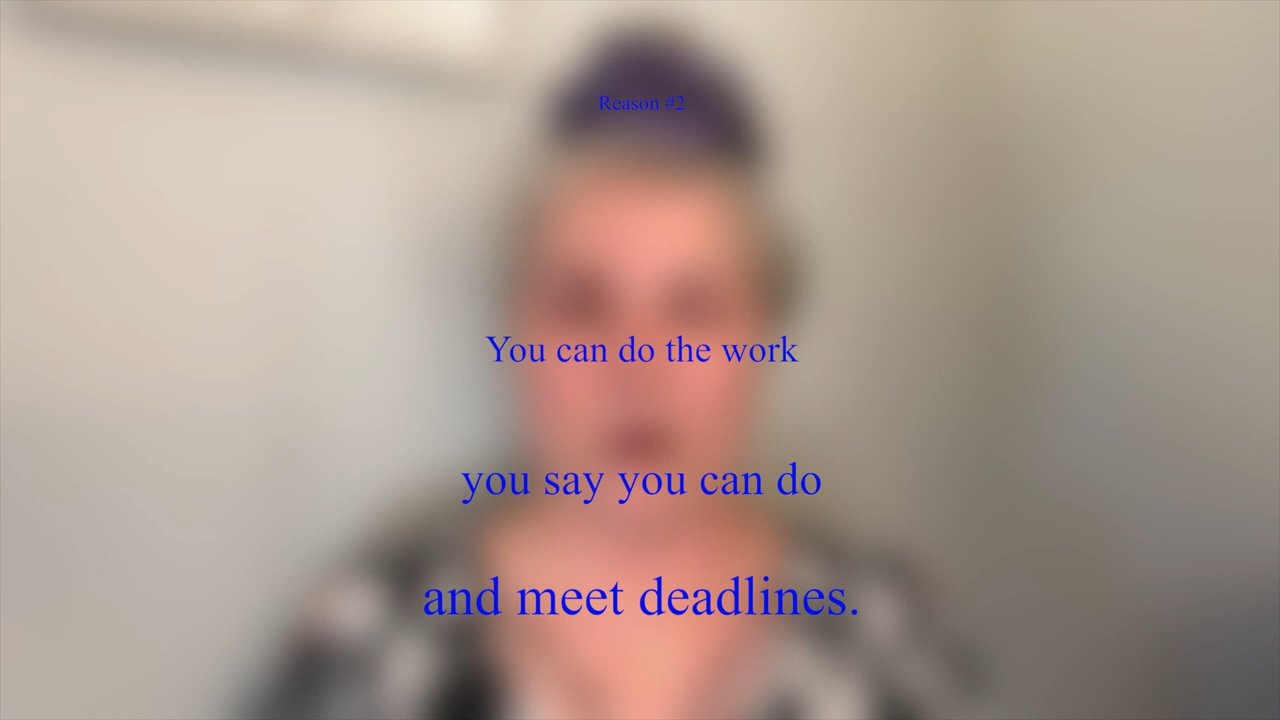 Reason #2
You can do the work
you say you can do
and meet deadlines.